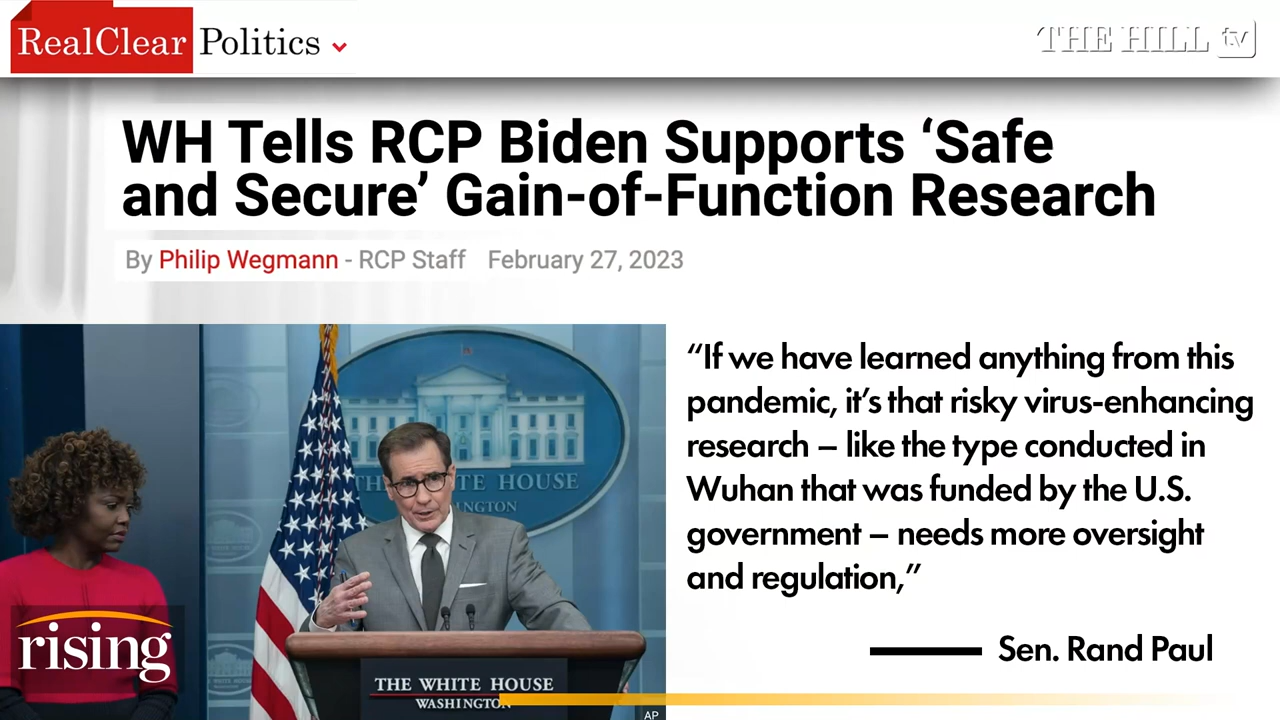 RealClear Politics
THE HILL tv
WH Tells RCP Biden Supports ‘Safe
and Secure’ Gain-of-Function Research
By Philip Wegmann - RCP Staff February 27, 2023
“If we have learned anything from this
pandemic, it’s that risky virus-enhancing
research – like the type conducted in
Wuhan that was funded by the U.S.
government – needs more oversight
and regulation,”
Sen. Rand Paul
THE WHITE HOUSE
WASHINGTON
THE WHITE HOUSE
WASHINGTON
rising
AP